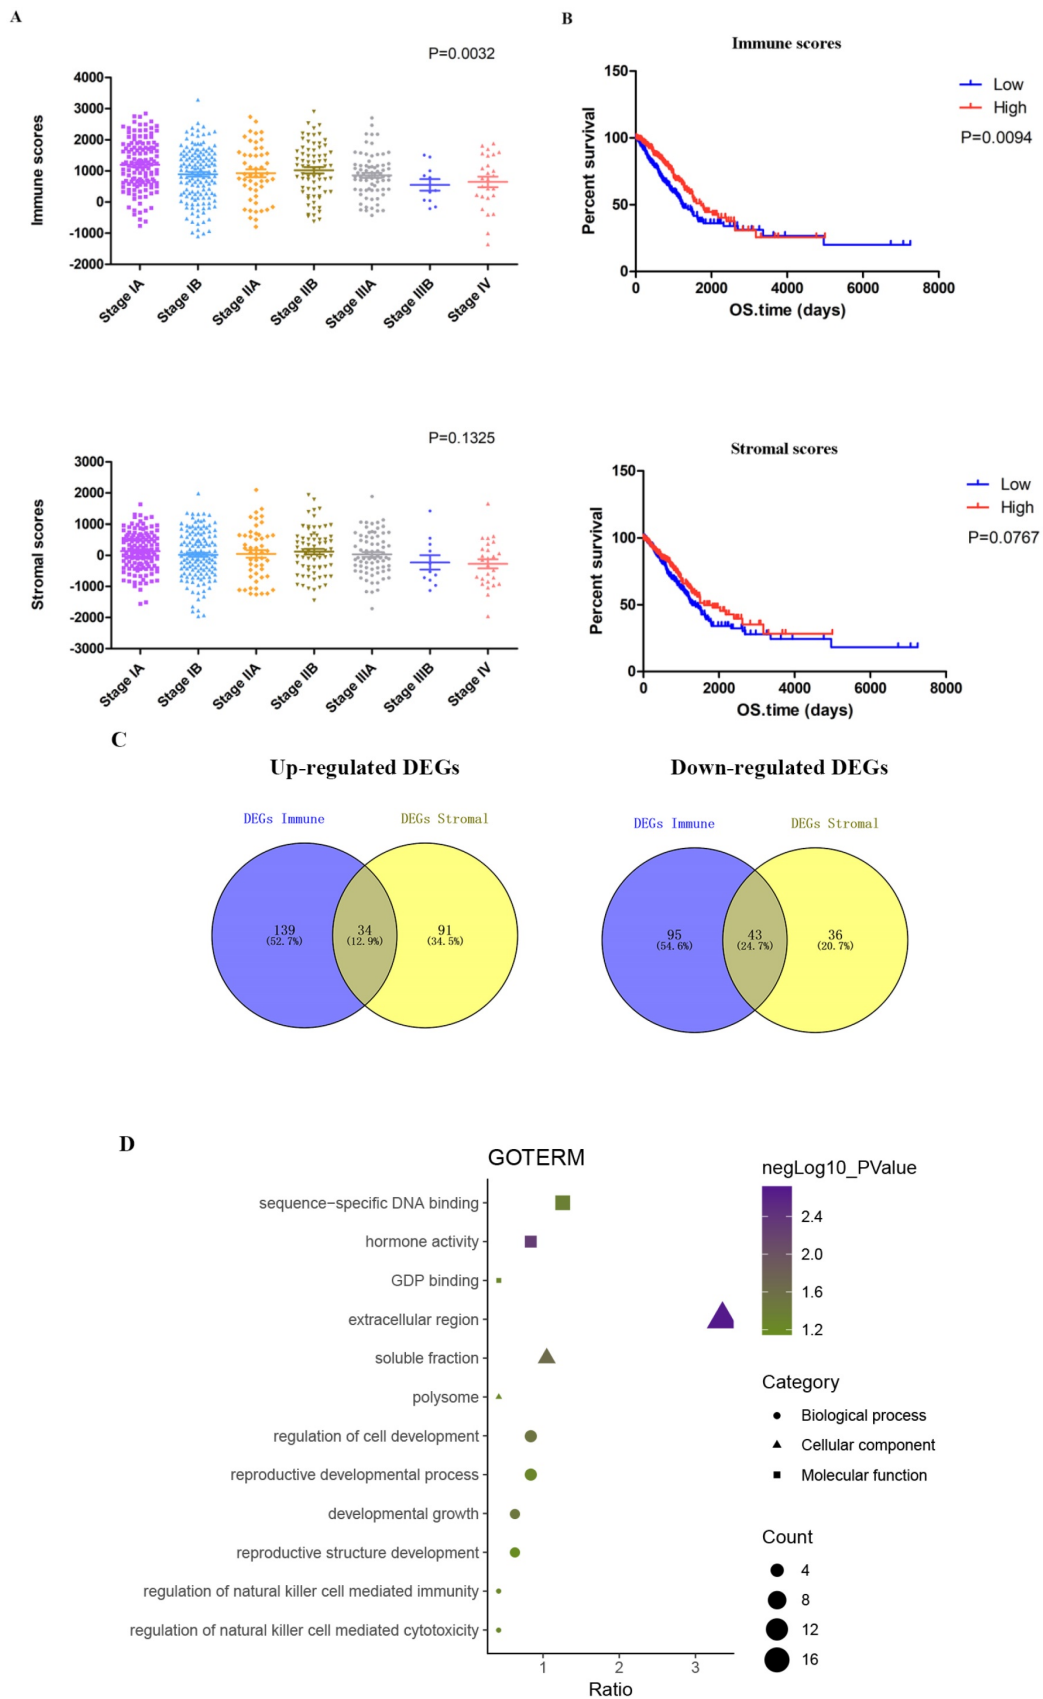 A
P=0.0032
Immune scores
4000
3000
2000
1000
0
-1000
-2000
Stage IA
Stage IB
Stage IIA
Stage IIB
Stage IIIA
Stage IIIB
Stage IV
B
Immune scores
Low
High
P=0.0094
Percent survival
150
100
50
0
0 2000 4000 6000 8000
OS.time (days)
P=0.1325
Stromal scores
3000
2000
1000
0
-1000
-2000
-3000
Stage IA
Stage IB
Stage IIA
Stage IIB
Stage IIIA
Stage IIIB
Stage IV
Stromal scores
Low
High
P=0.0767
Percent survival
150
100
50
0
0 2000 4000 6000 8000
OS.time (days)
C
Up-regulated DEGs
DEGs Immune DEGs Stromal
139 34 91
(52.7%) (12.9%) (34.5%)
Down-regulated DEGs
DEGs Immune DEGs Stromal
95 43 36
(54.6%) (24.7%) (20.7%)
D
GOTERM
sequence−specific DNA binding
hormone activity
GDP binding
extracellular region
soluble fraction
polysome
regulation of cell development
reproductive developmental process
developmental growth
reproductive structure development
regulation of natural killer cell mediated immunity
regulation of natural killer cell mediated cytotoxicity
1 2 3
Ratio
negLog10_PValue
2.4
2.0
1.6
1.2
Category
Biological process
Cellular component
Molecular function
Count
4
8
12
16